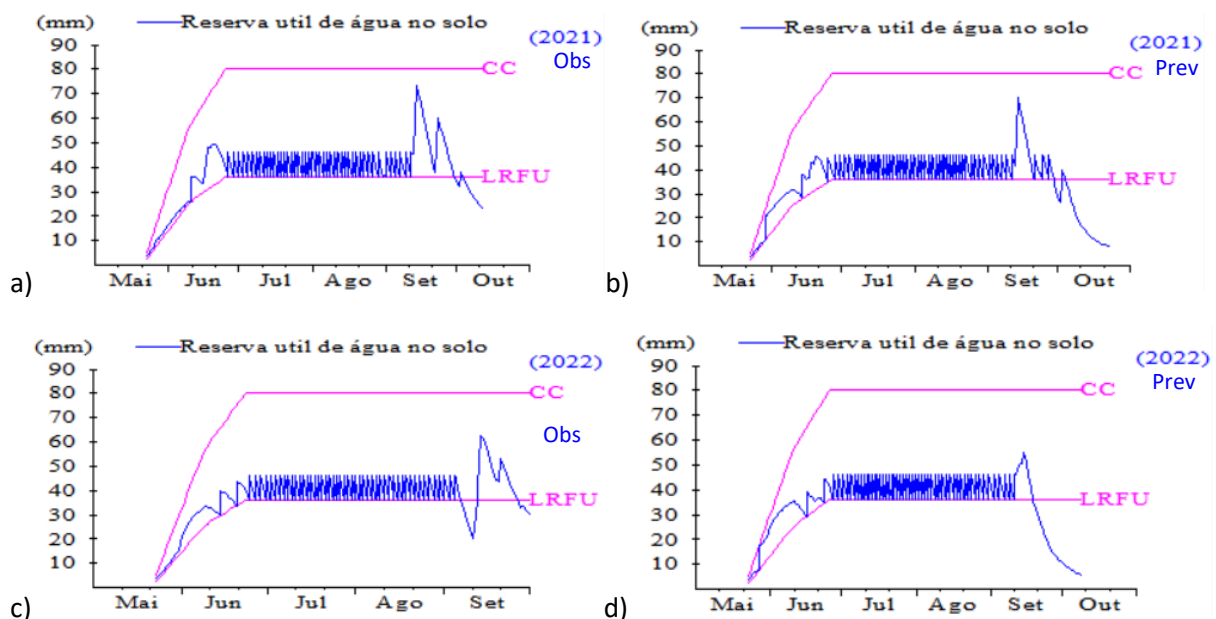 (mm) Reserva util de água no solo
90 (2021)
Obs
80 CC
70
60
50
40
LRFU
30
20
10
a) Mai Jun Jul Ago Set Out
(mm) Reserva util de água no solo
90 (2021)
Prev
80 CC
70
60
50
40
LRFU
30
20
10
b) Mai Jun Jul Ago Set Out
(mm) Reserva util de água no solo
90 (2022)
80 CC
70
60 Obs
50
40
LRFU
30
20
10
c) Mai Jun Jul Ago Set
(mm) Reserva util de água no solo
90 (2022)
Prev
80 CC
70
60
50
40
LRFU
30
20
10
d) Mai Jun Jul Ago Set Out